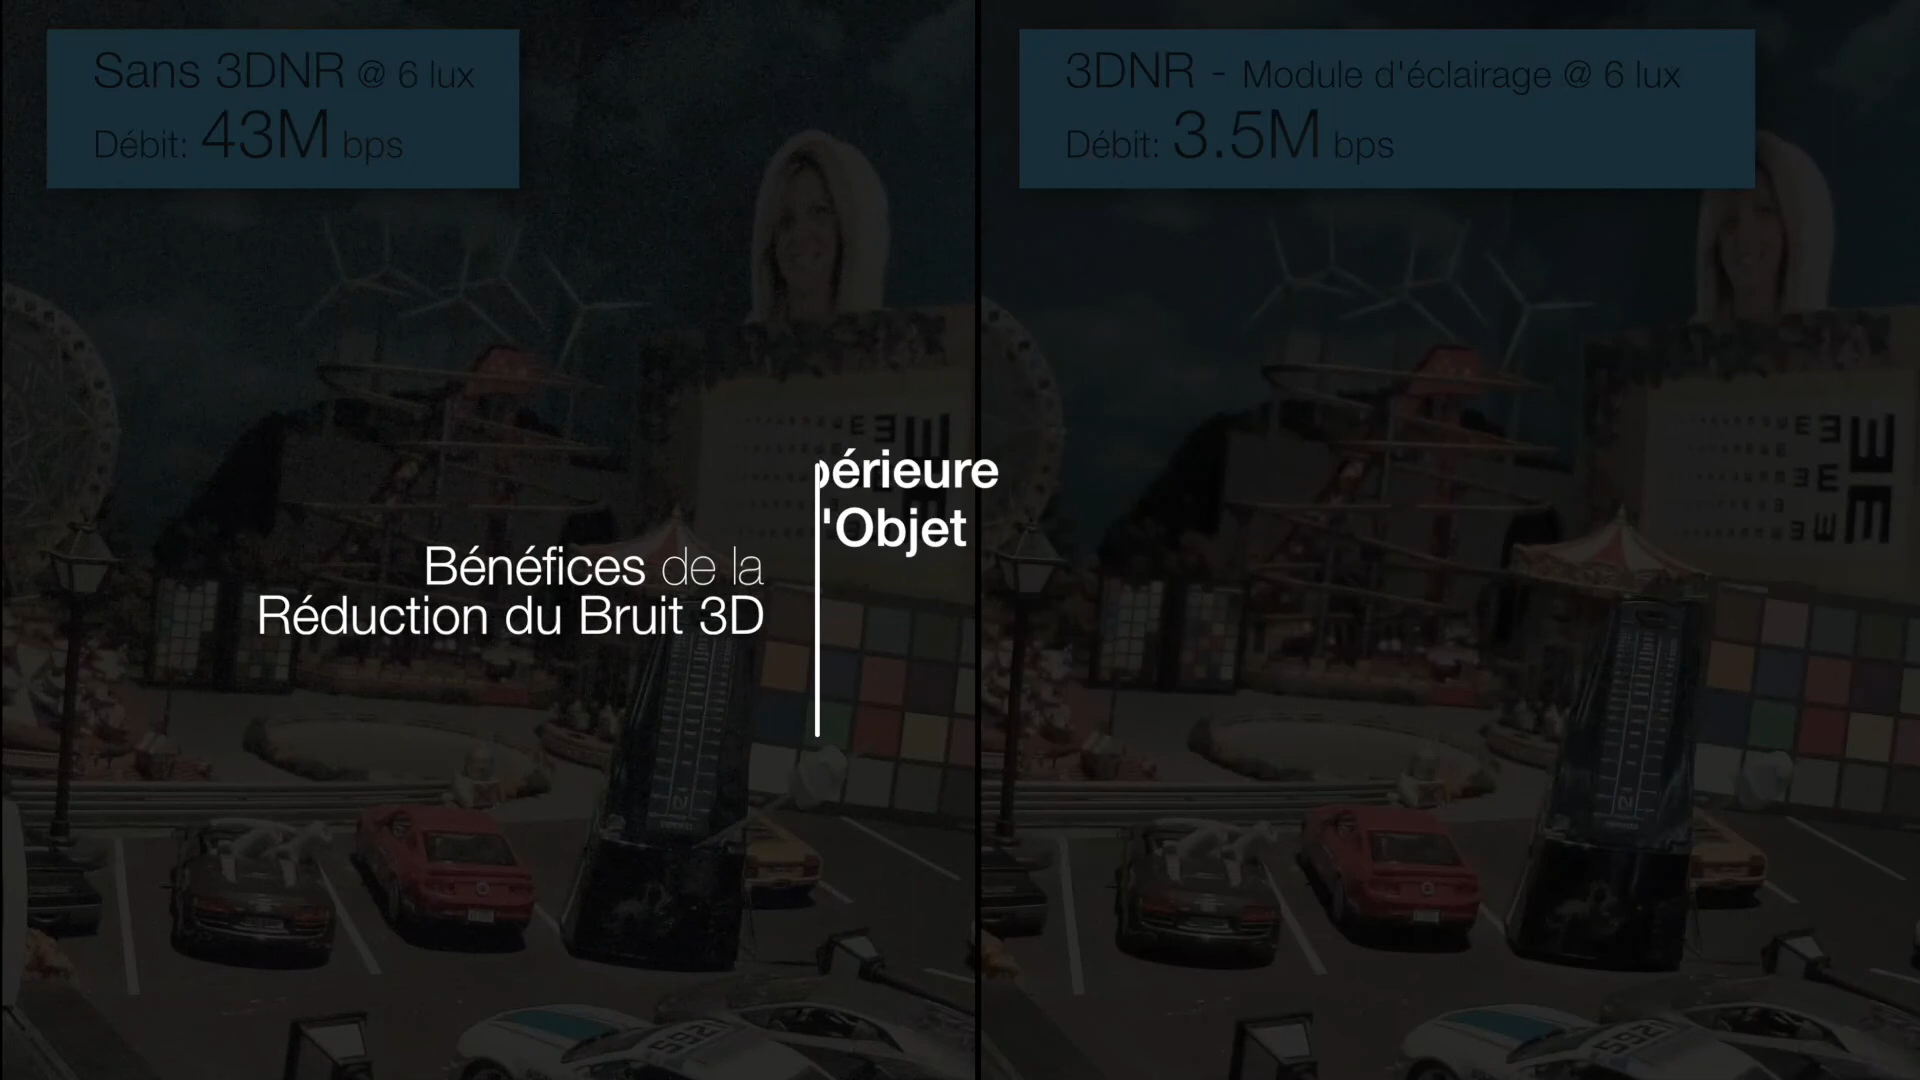 Sans 3DNR @ 6 lux
Débit: 43M bps
3DNR - Module d'éclairage @ 6 lux
Débit: 3.5M bps
Bénéfices de la
Réduction du Bruit 3D
périeure
'Objet